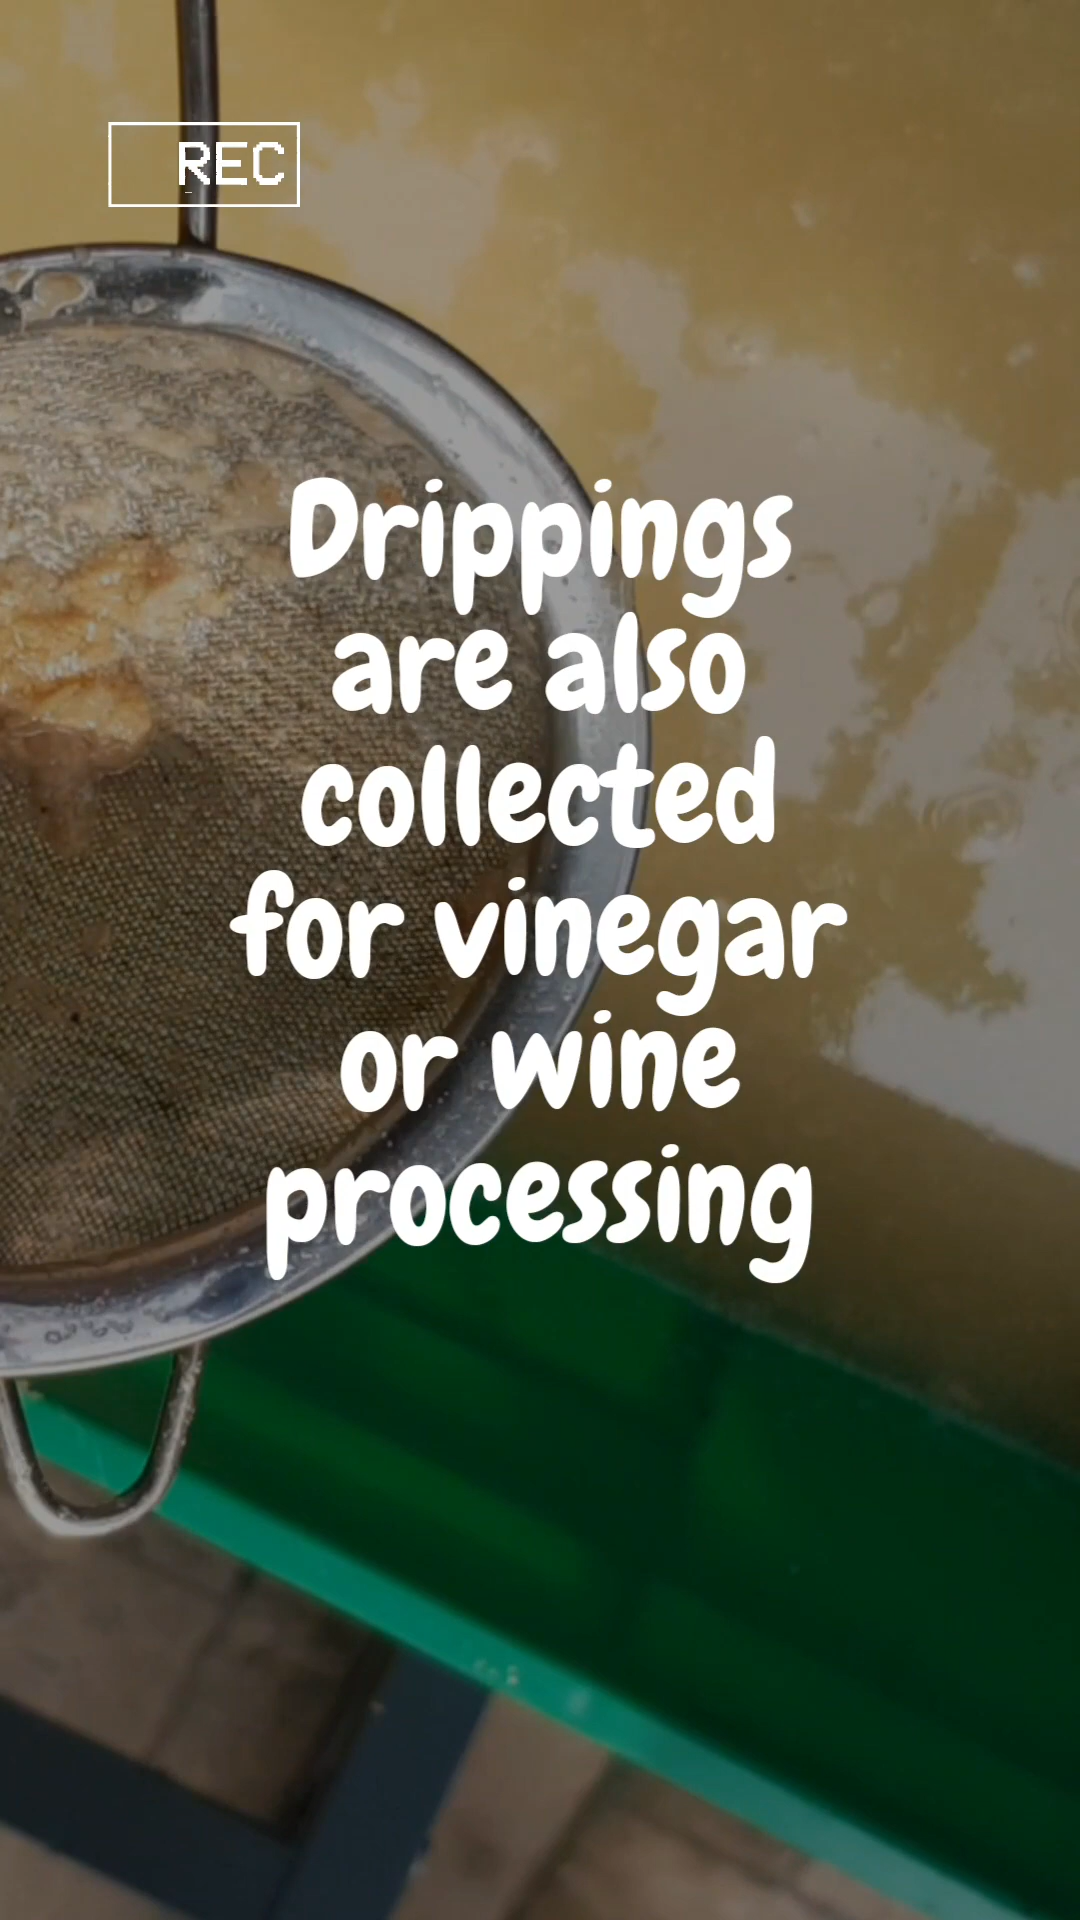 REC
Drippings
are also
collected
for vinegar
or wine
processing